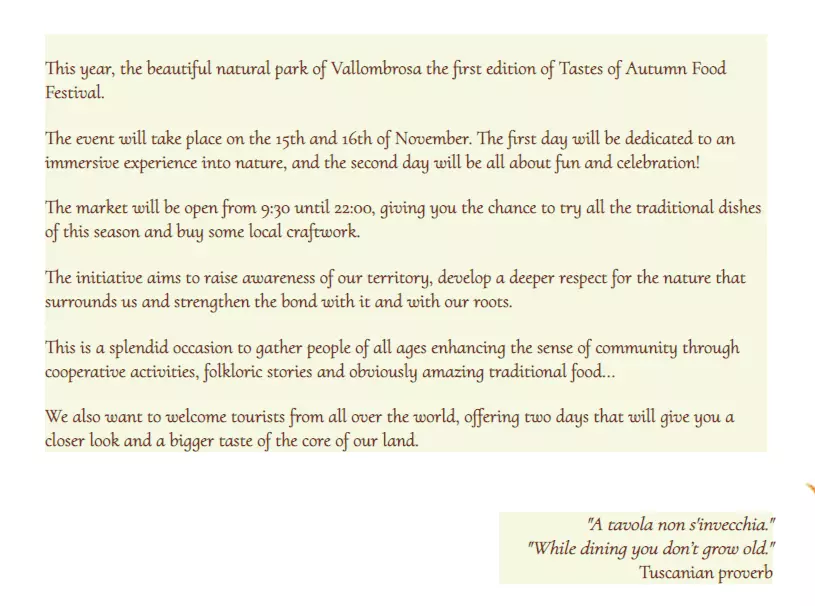 This year, the beautiful natural park of Vallombrosa the first edition of Tastes of Autumn Food
Festival.
The event will take place on the 15th and 16th of November. The first day will be dedicated to an
immersive experience into nature, and the second day will be all about fun and celebration!
The market will be open from 9:30 until 22:00, giving you the chance to try all the traditional dishes
of this season and buy some local craftwork.
The initiative aims to raise awareness of our territory, develop a deeper respect for the nature that
surrounds us and strengthen the bond with it and with our roots.
This is a splendid occasion to gather people of all ages enhancing the sense of community through
cooperative activities, folkloric stories and obviously amazing traditional food...
We also want to welcome tourists from all over the world, offering two days that will give you a
closer look and a bigger taste of the core of our land.
"A tavola non s'invecchia."
"While dining you don't grow old."
Tuscanian proverb